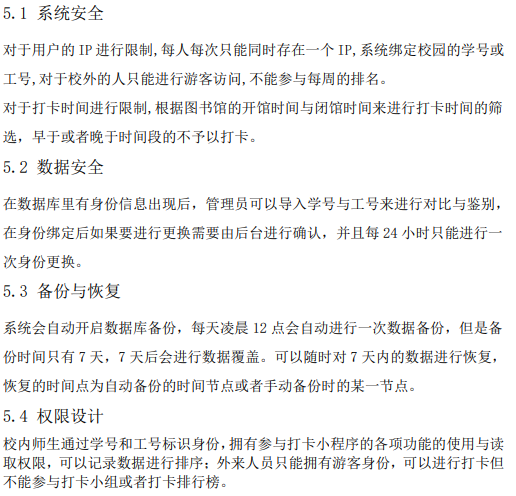 5.1 系统安全
对于用户的 IP 进行限制,每人每次只能同时存在一个 IP,系统绑定校园的学号或
工号,对于校外的人只能进行游客访问,不能参与每周的排名。
对于打卡时间进行限制,根据图书馆的开馆时间与闭馆时间来进行打卡时间的筛
选，早于或者晚于时间段的不予以打卡。
5.2 数据安全
在数据库里有身份信息出现后，管理员可以导入学号与工号来进行对比与鉴别，
在身份绑定后如果要进行更换需要由后台进行确认，并且每 24 小时只能进行一
次身份更换。
5.3 备份与恢复
系统会自动开启数据库备份，每天凌晨 12 点会自动进行一次数据备份，但是备
份时间只有 7 天，7 天后会进行数据覆盖。可以随时对 7 天内的数据进行恢复，
恢复的时间点为自动备份的时间节点或者手动备份时的某一节点。
5.4 权限设计
校内师生通过学号和工号标识身份，拥有参与打卡小程序的各项功能的使用与读
取权限，可以记录数据进行排序；外来人员只能拥有游客身份，可以进行打卡但
不能参与打卡小组或者打卡排行榜。